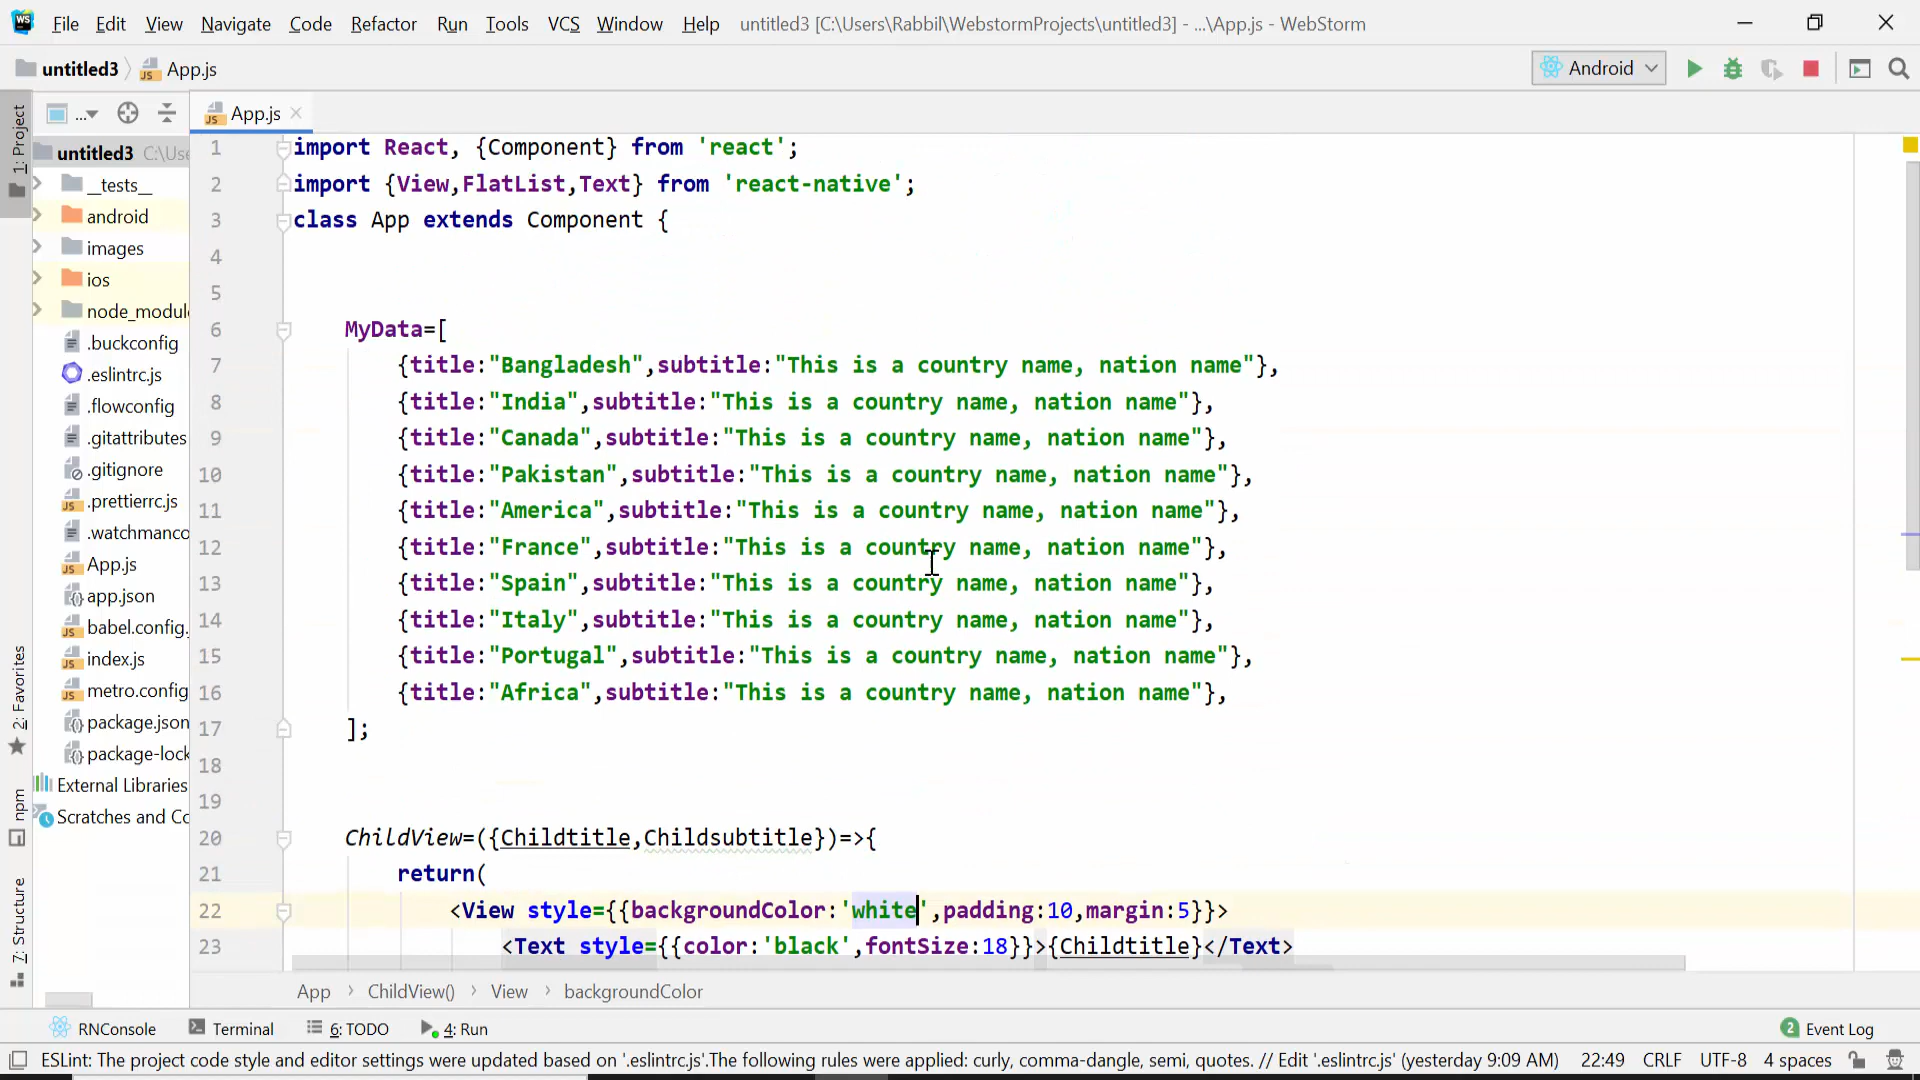 File Edit View Navigate Code Refactor Run Tools VCS Window Help untitled3 [C:\Users\Rabbil\WebstormProjects\untitled3] - ...\App.js - WebStorm
untitled3 App.js Android
1: Project
...
App.js
untitled3 C:\Use
__tests__
android
images
ios
node_modul
.buckconfig
.eslintrc.js
.flowconfig
.gitattributes
.gitignore
.prettierrc.js
.watchmanco
App.js
app.json
babel.config.
index.js
metro.config
package.json
package-lock
External Libraries
Scratches and Co
2: Favorites
npm
7: Structure
1 import React, {Component} from 'react';
2 import {View,FlatList,Text} from 'react-native';
3 class App extends Component {
4
5
6 MyData=[
7 {title:"Bangladesh",subtitle:"This is a country name, nation name"},
8 {title:"India",subtitle:"This is a country name, nation name"},
9 {title:"Canada",subtitle:"This is a country name, nation name"},
10 {title:"Pakistan",subtitle:"This is a country name, nation name"},
11 {title:"America",subtitle:"This is a country name, nation name"},
12 {title:"France",subtitle:"This is a country name, nation name"},
13 {title:"Spain",subtitle:"This is a country name, nation name"},
14 {title:"Italy",subtitle:"This is a country name, nation name"},
15 {title:"Portugal",subtitle:"This is a country name, nation name"},
16 {title:"Africa",subtitle:"This is a country name, nation name"},
17 ];
18
19
20 ChildView=({Childtitle,Childsubtitle})=>{
21 return(
22 <View style={{backgroundColor:'white',padding:10,margin:5}}>
23 <Text style={{color:'black',fontSize:18}}>{Childtitle}</Text>
App › ChildView() › View › backgroundColor
RNConsole Terminal 6: TODO 4: Run 2 Event Log
ESLint: The project code style and editor settings were updated based on '.eslintrc.js'.The following rules were applied: curly, comma-dangle, semi, quotes. // Edit '.eslintrc.js' (yesterday 9:09 AM) 22:49 CRLF UTF-8 4 spaces